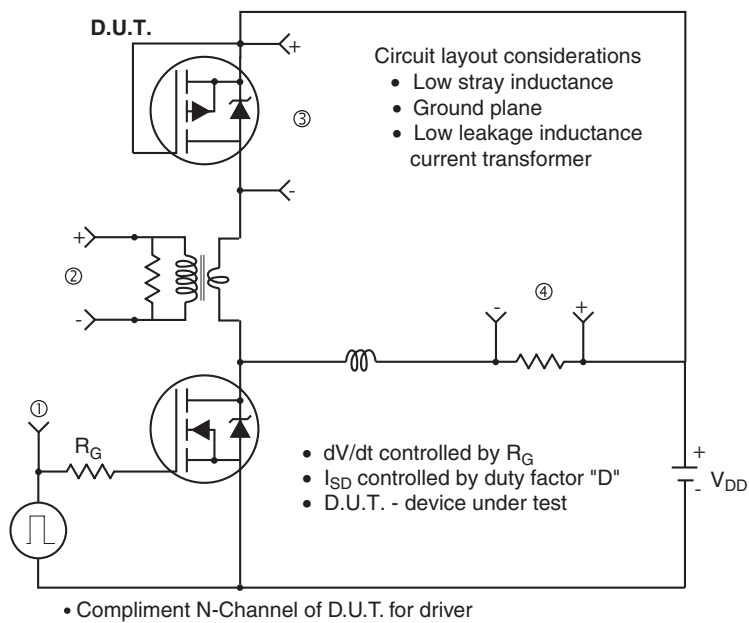 D.U.T.
+
Circuit layout considerations
• Low stray inductance
• Ground plane
• Low leakage inductance
current transformer
③
-
+
②
-
④
-
+
①
R_G
• dV/dt controlled by R_G
• I_SD controlled by duty factor "D"
• D.U.T. - device under test
+
-
V_DD
• Compliment N-Channel of D.U.T. for driver